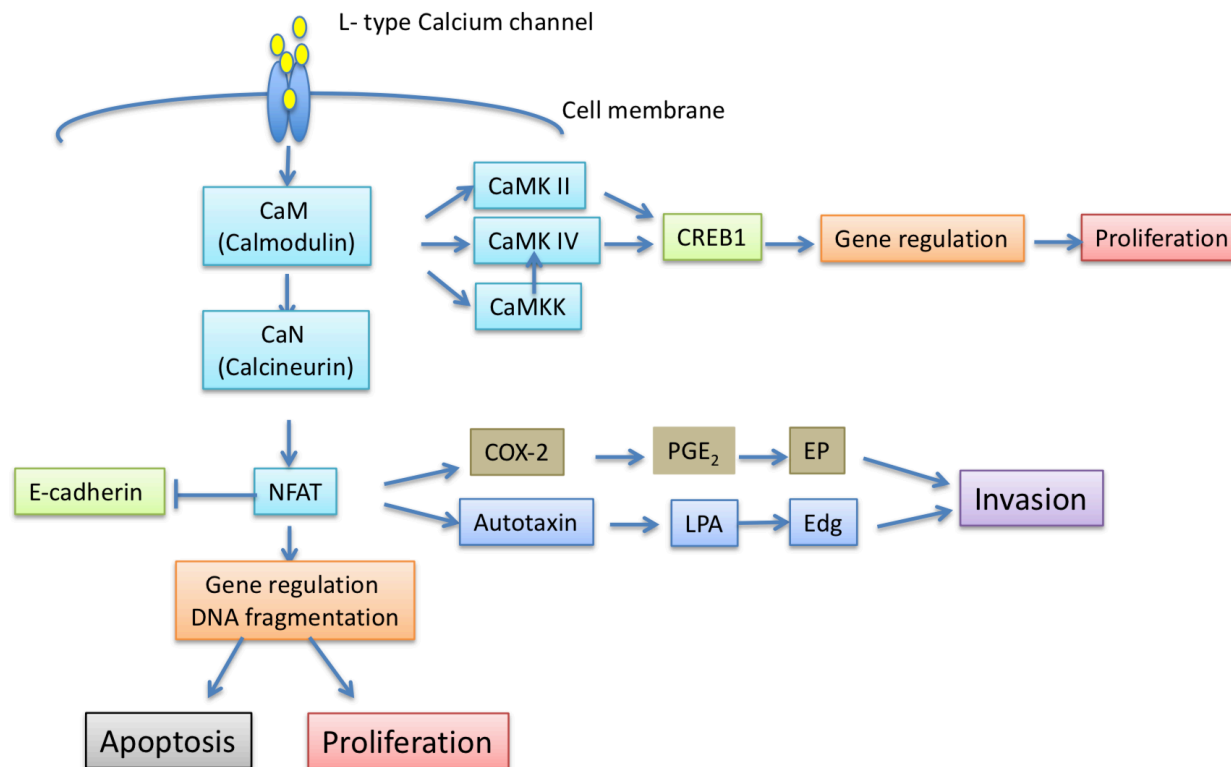 L- type Calcium channel
Cell membrane
CaM
(Calmodulin)
CaMK II
CaMK IV
CaMKK
CREB1
Gene regulation
Proliferation
CaN
(Calcineurin)
E-cadherin
NFAT
COX-2
PGE₂
EP
Autotaxin
LPA
Edg
Invasion
Gene regulation
DNA fragmentation
Apoptosis
Proliferation